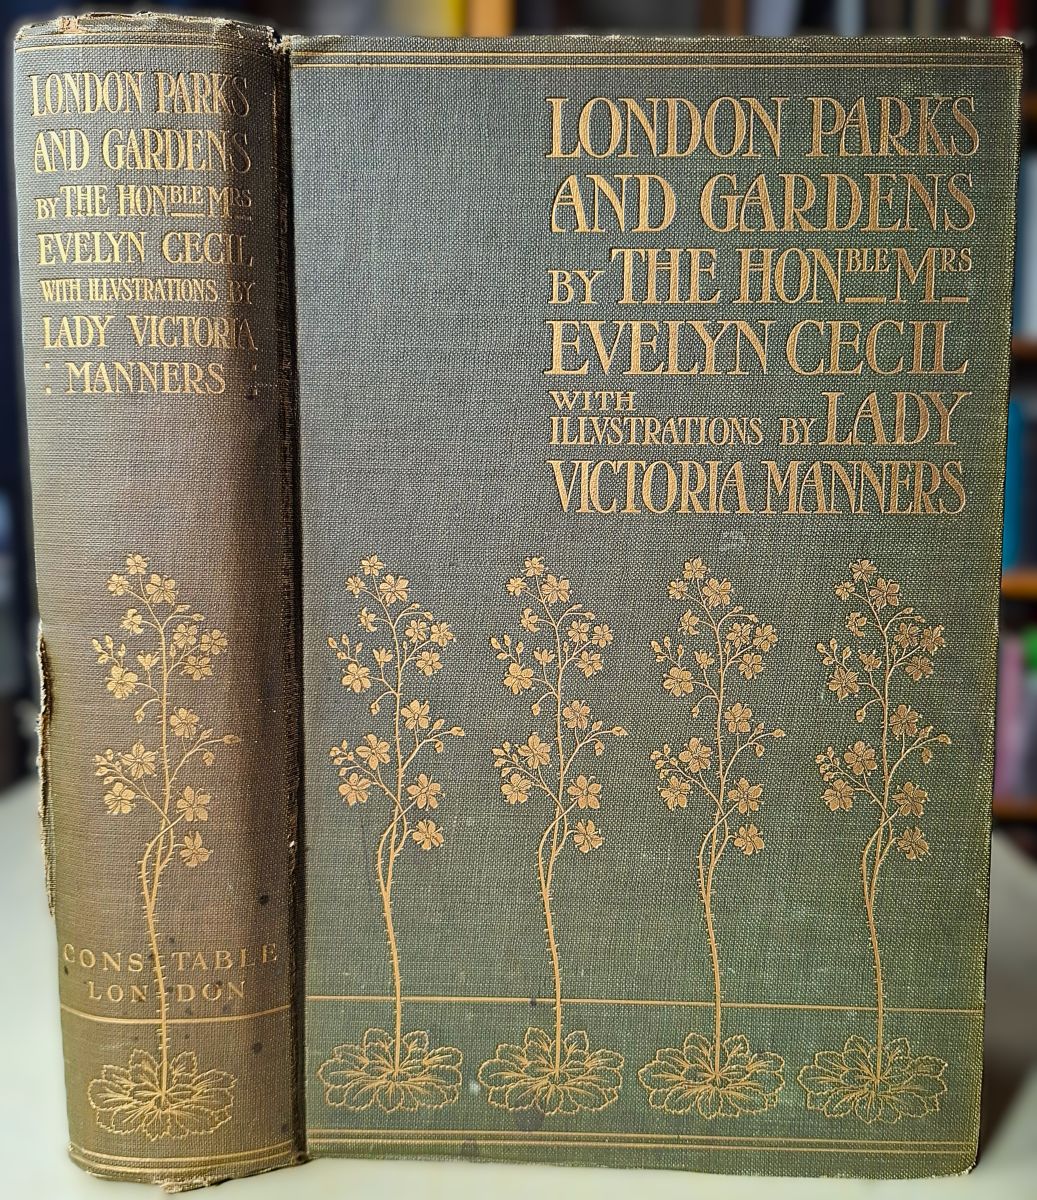 LONDON PARKS
AND GARDENS
BY THE HONBLE MRS
EVELYN CECIL
WITH ILLVSTRATIONS BY
LADY VICTORIA
: MANNERS :
CONSTABLE
LONDON
LONDON PARKS
AND GARDENS
BY THE HONBLE MRS
EVELYN CECIL
WITH
ILLVSTRATIONS BY LADY
VICTORIA MANNERS